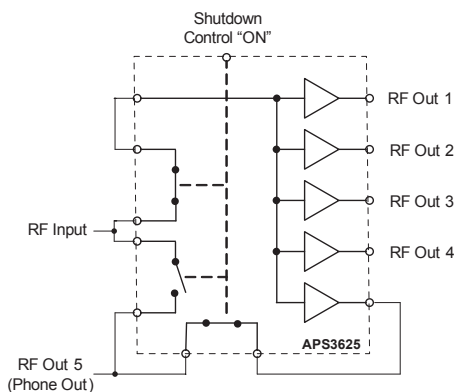 Shutdown
Control "ON"
RF Out 1
RF Out 2
RF Out 3
RF Input
RF Out 4
APS3625
RF Out 5
(Phone Out)